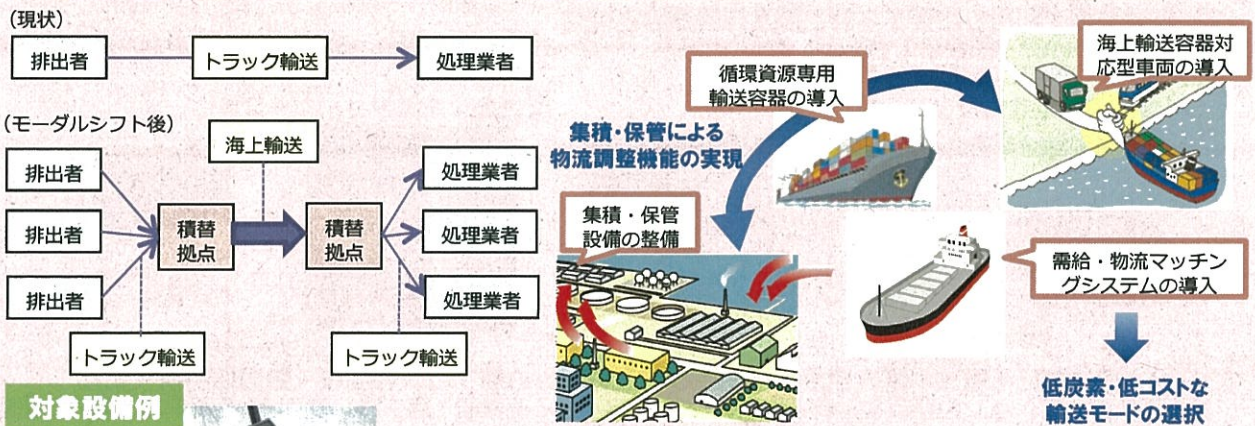 (現状)
排出者
トラック輸送
処理業者
(モーダルシフト後)
海上輸送
排出者
排出者
排出者
積替
拠点
積替
拠点
処理業者
処理業者
処理業者
トラック輸送
トラック輸送
対象設備例
循環資源専用
輸送容器の導入
海上輸送容器対
応型車両の導入
集積・保管による
物流調整機能の実現
集積・保管
設備の整備
需給・物流マッチン
グシステムの導入
低炭素・低コストな
輸送モードの選択